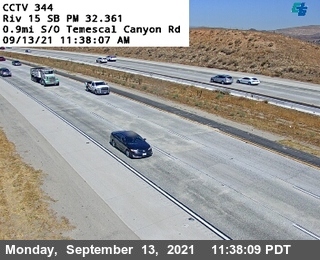 CCTV 344
Riv 15 SB PM 32.361
0.9mi S/O Temescal Canyon Rd
09/13/21 11:38:07 AM
Monday, September 13, 2021 11:38:09 PDT